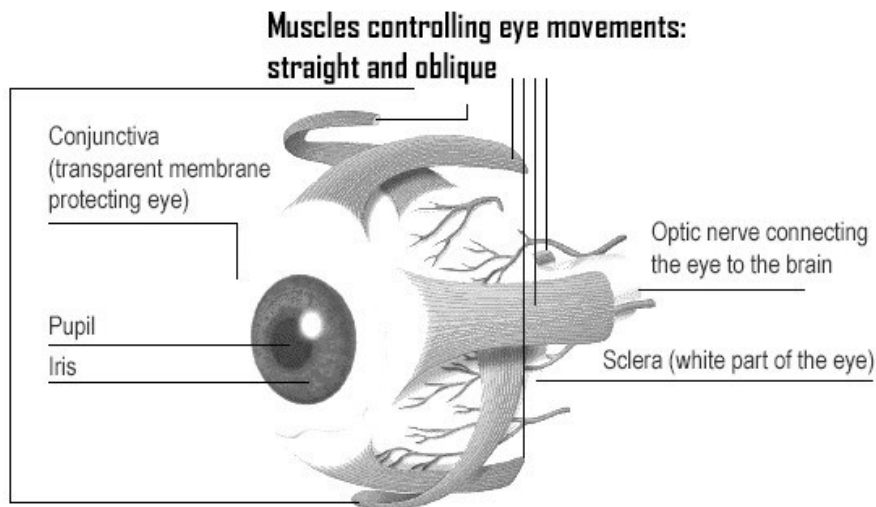 Muscles controlling eye movements:
straight and oblique
Conjunctiva
(transparent membrane
protecting eye)
Optic nerve connecting
the eye to the brain
Pupil
Iris
Sclera (white part of the eye)